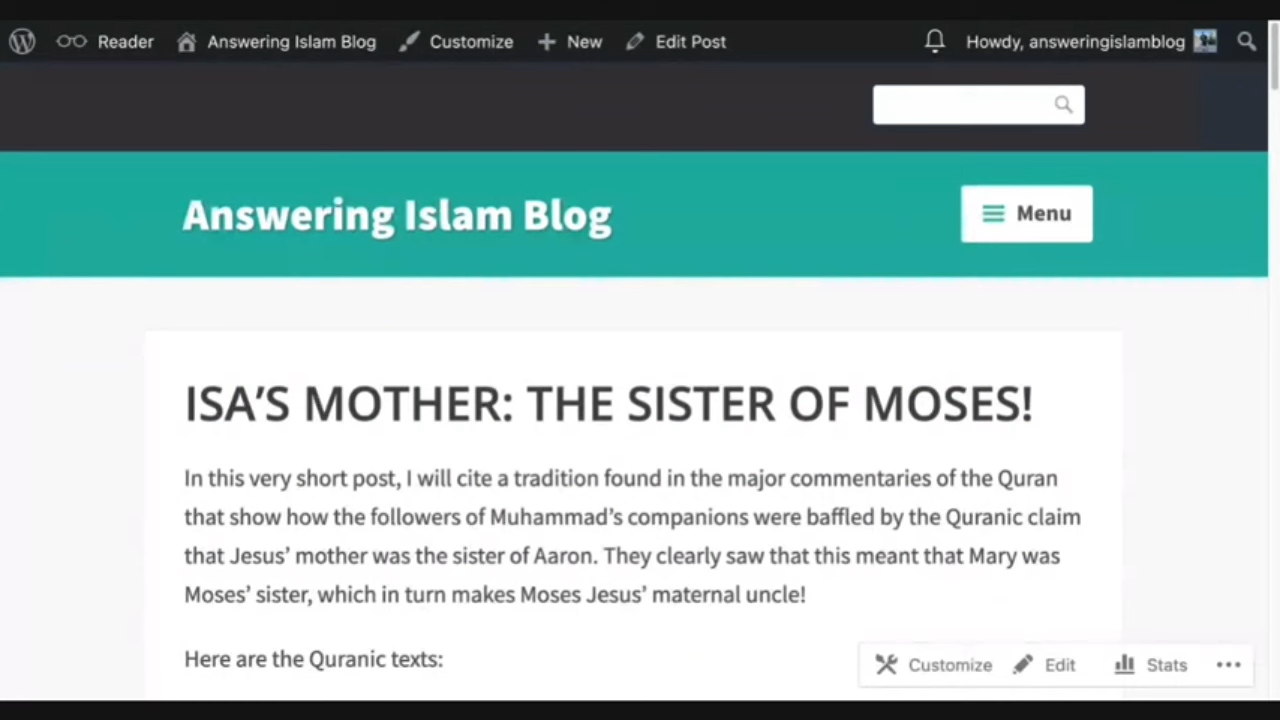 Reader Answering Islam Blog Customize New Edit Post Howdy, answeringislamblog
Answering Islam Blog
Menu
ISA'S MOTHER: THE SISTER OF MOSES!
In this very short post, I will cite a tradition found in the major commentaries of the Quran
that show how the followers of Muhammad's companions were baffled by the Quranic claim
that Jesus' mother was the sister of Aaron. They clearly saw that this meant that Mary was
Moses' sister, which in turn makes Moses Jesus' maternal uncle!
Here are the Quranic texts:
Customize Edit Stats